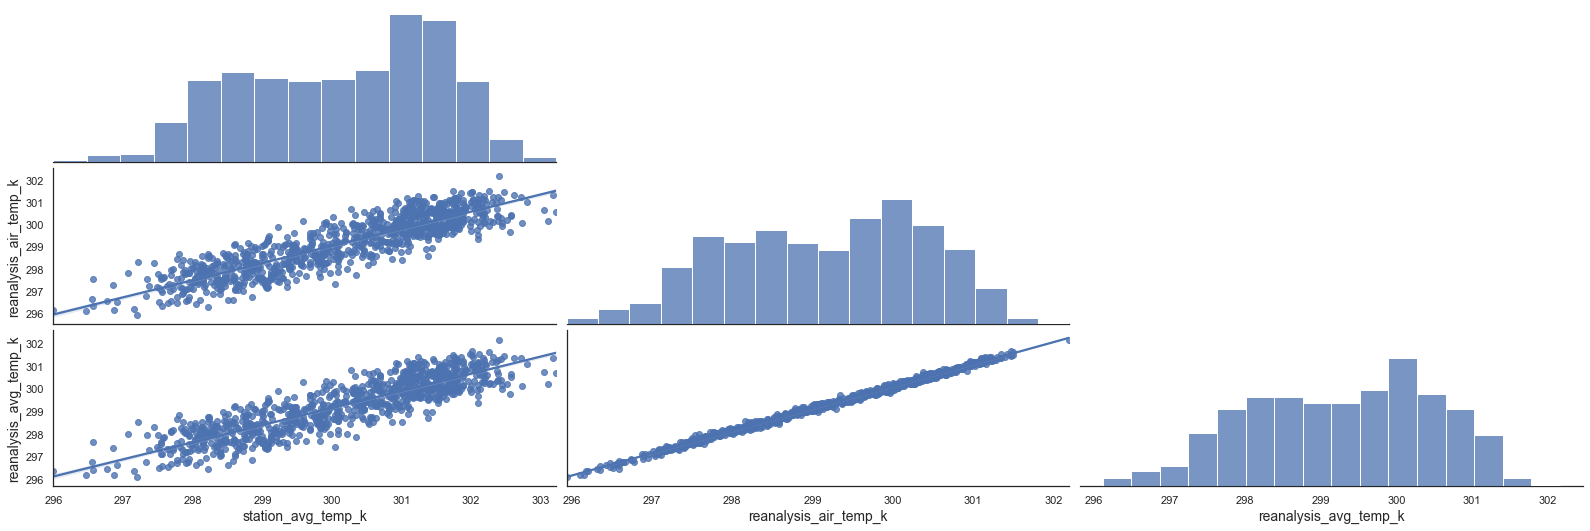 reanalysis_air_temp_k
302
301
300
299
298
297
296
reanalysis_avg_temp_k
302
301
300
299
298
297
296
296 297 298 299 300 301 302 303
station_avg_temp_k
296 297 298 299 300 301 302
reanalysis_air_temp_k
296 297 298 299 300 301 302
reanalysis_avg_temp_k